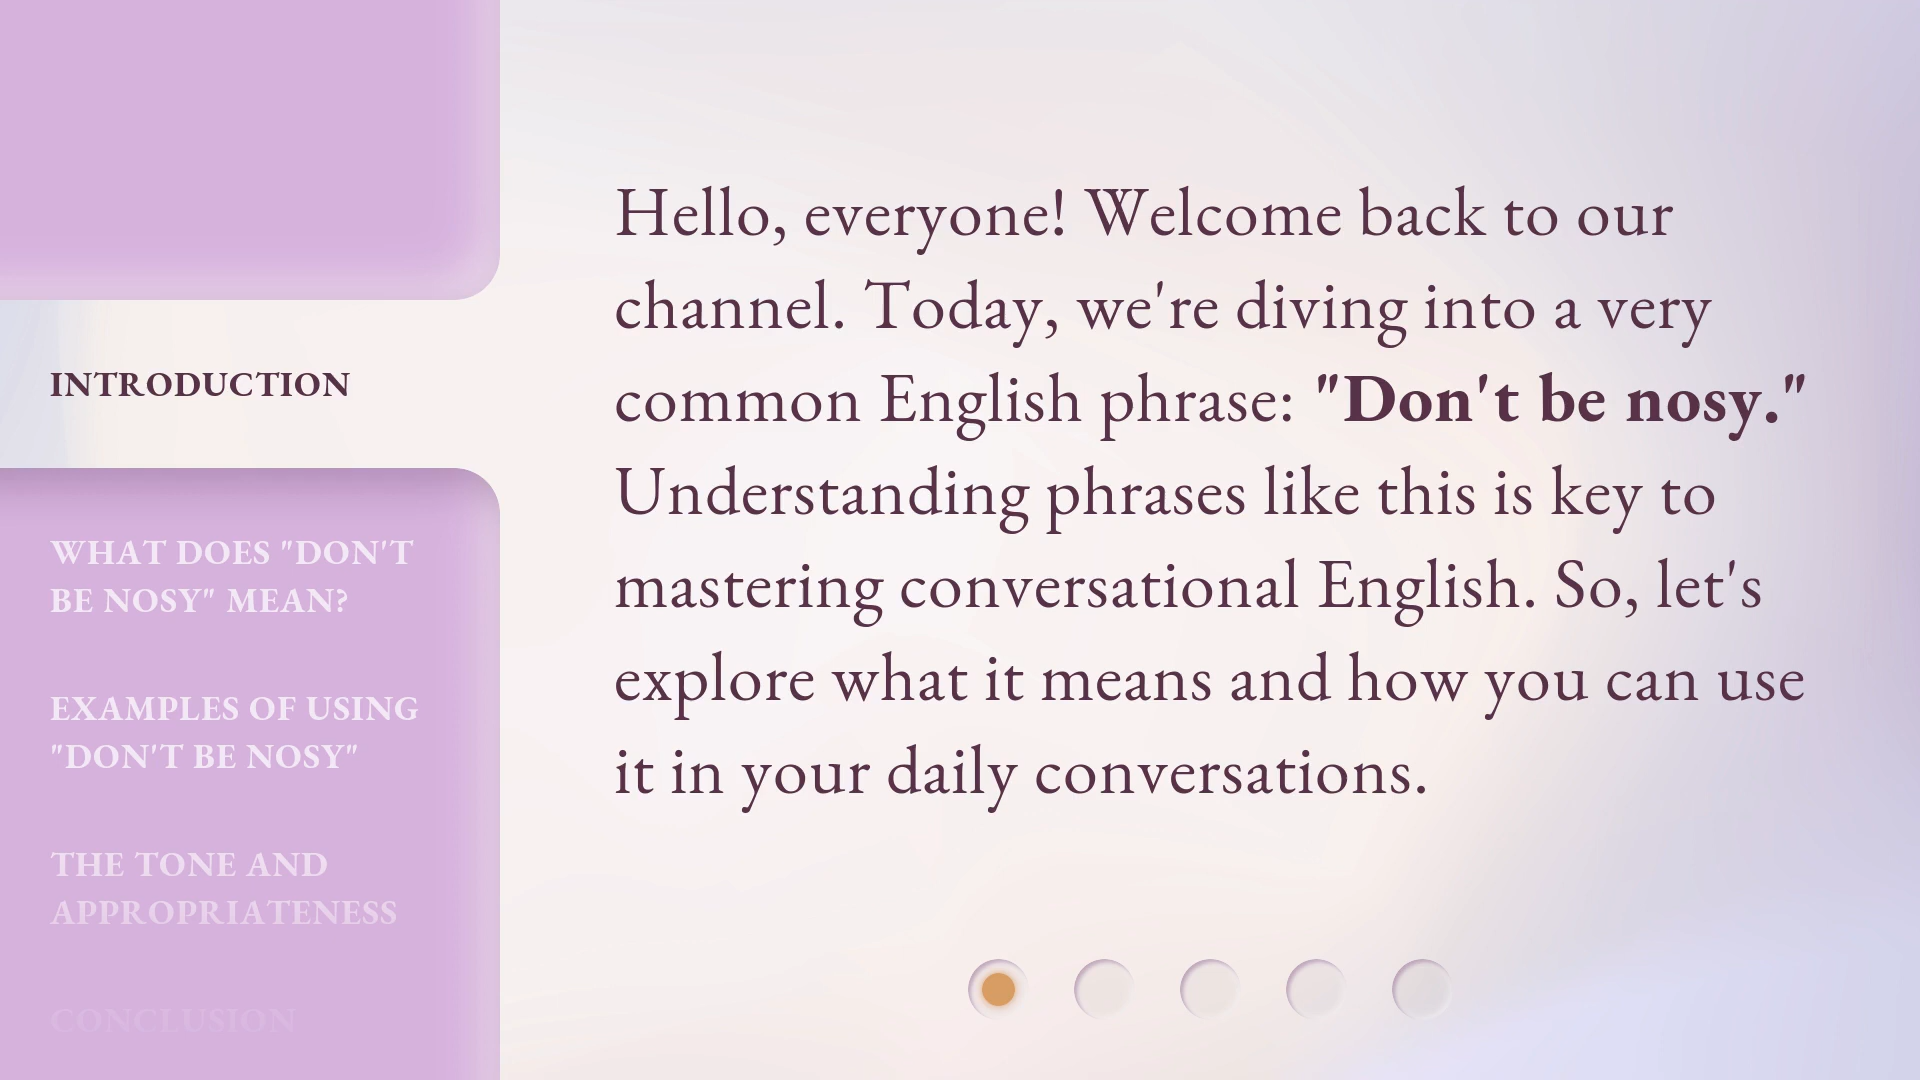 INTRODUCTION
WHAT DOES "DON'T
BE NOSY" MEAN?
EXAMPLES OF USING
"DON'T BE NOSY"
THE TONE AND
APPROPRIATENESS
CONCLUSION
Hello, everyone! Welcome back to our
channel. Today, we're diving into a very
common English phrase: "Don't be nosy."
Understanding phrases like this is key to
mastering conversational English. So, let's
explore what it means and how you can use
it in your daily conversations.